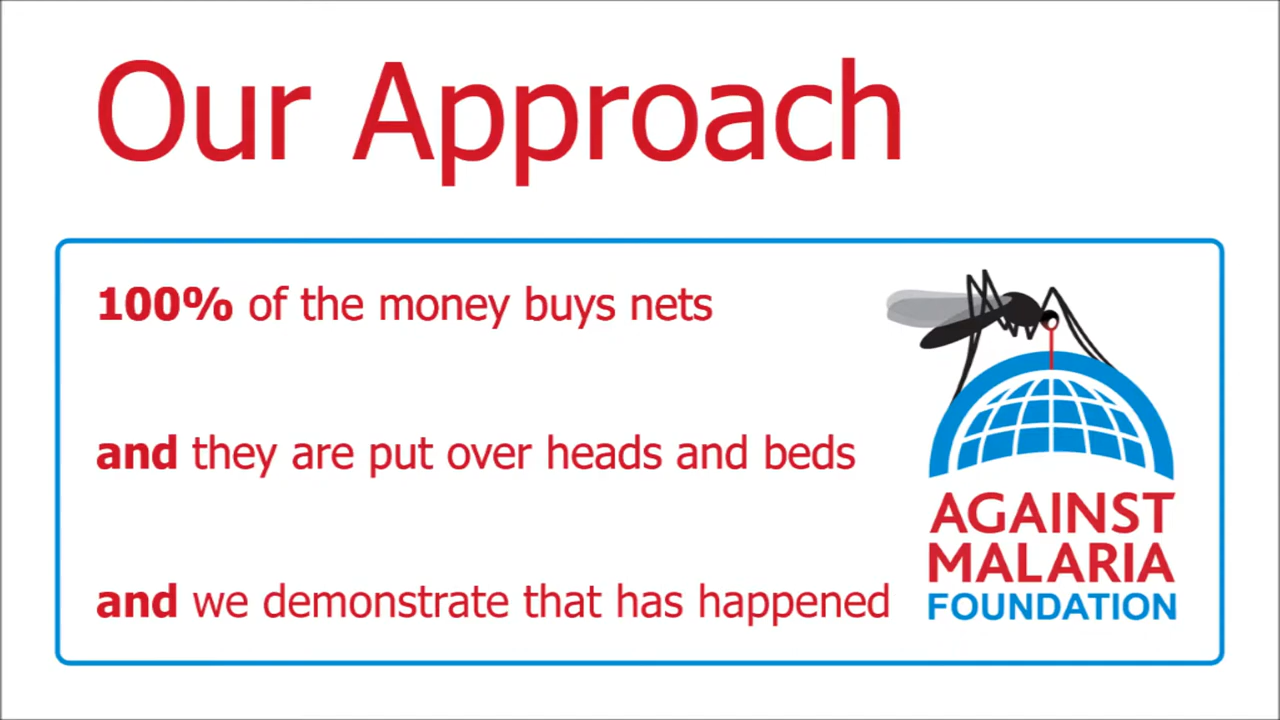 Our Approach
100% of the money buys nets
and they are put over heads and beds
and we demonstrate that has happened
AGAINST
MALARIA
FOUNDATION